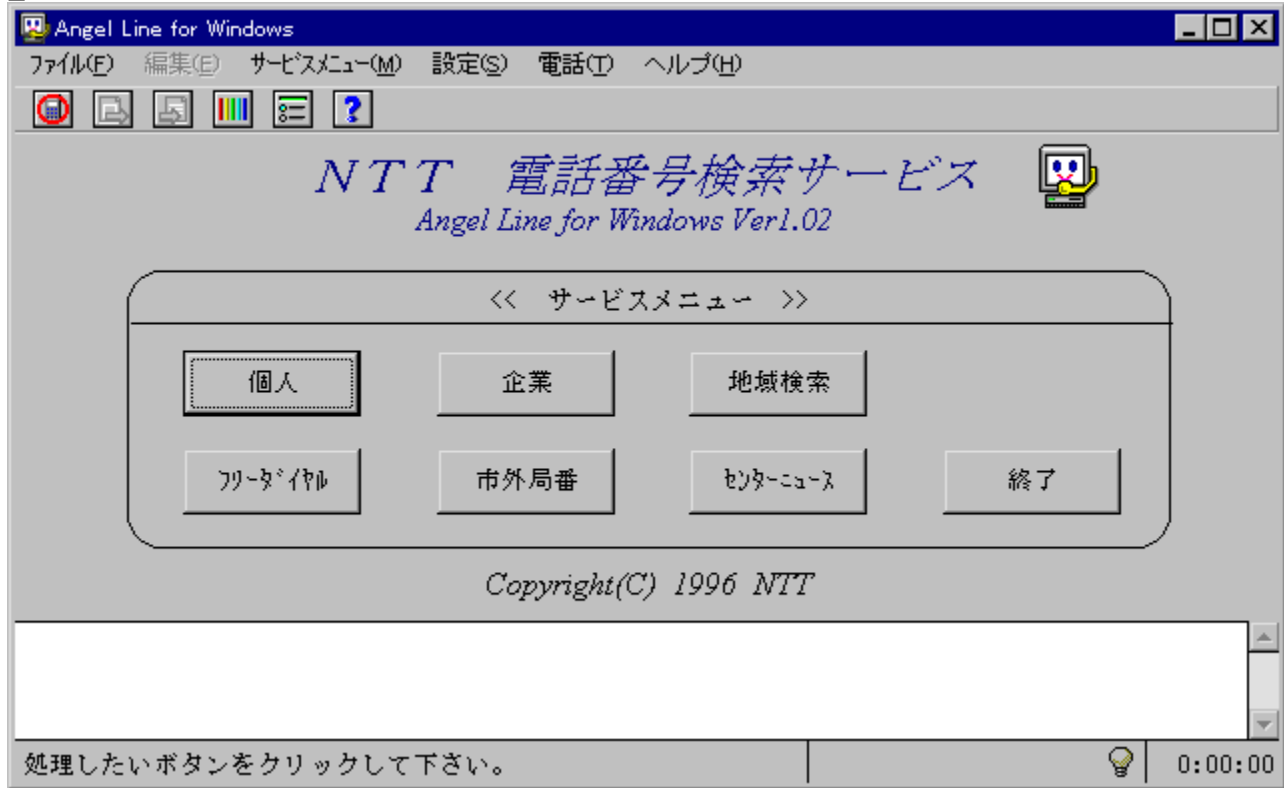 Angel Line for Windows
ﾌｧｲﾙ(F) 編集(E) ｻｰﾋﾞｽﾒﾆｭｰ(M) 設定(S) 電話(T) ヘルプ(H)
ＮＴＴ　電話番号検索サービス
Angel Line for Windows Ver1.02
<< サービスメニュー >>
個人 企業 地域検索
ﾌﾘｰﾀﾞｲﾔﾙ 市外局番 ｾﾝﾀｰﾆｭｰｽ 終了
Copyright(C) 1996 NTT
処理したいボタンをクリックして下さい。 0:00:00